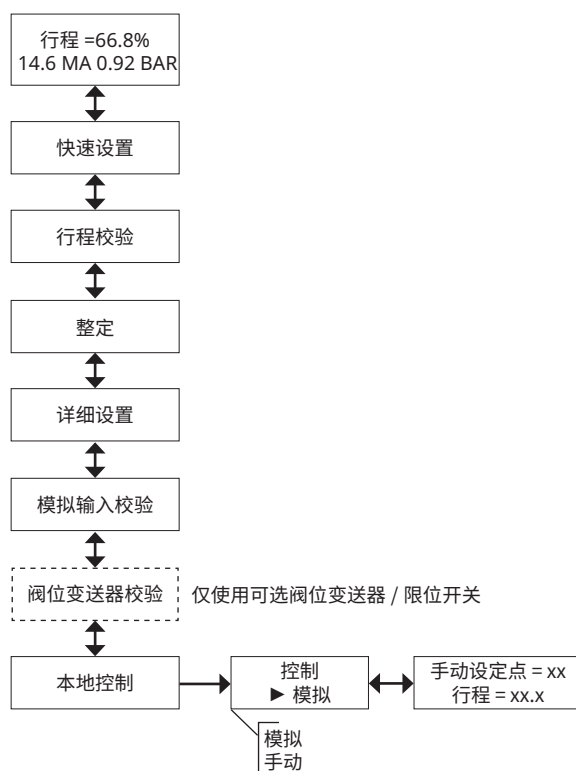 行程 =66.8%
14.6 MA 0.92 BAR
快速设置
行程校验
整定
详细设置
模拟输入校验
阀位变送器校验
仅使用可选阀位变送器 / 限位开关
本地控制
控制
▶ 模拟
手动设定点 = xx
行程 = xx.x
模拟
手动